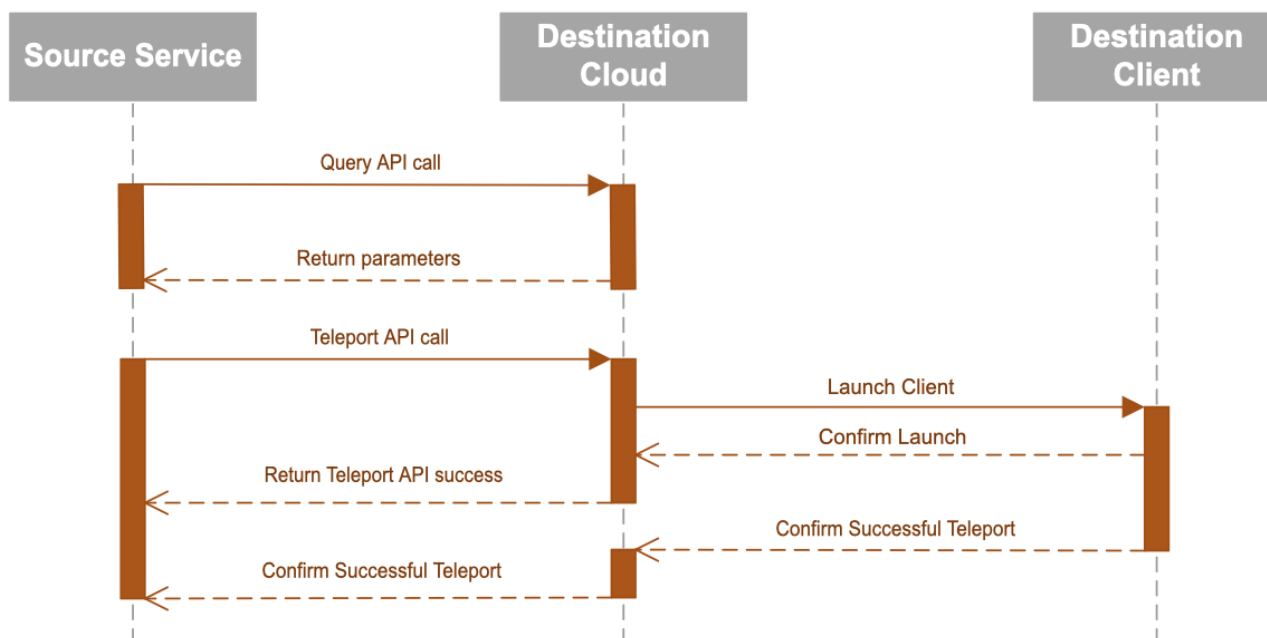 Source Service
Destination
Cloud
Destination
Client
Query API call
Return parameters
Teleport API call
Launch Client
Confirm Launch
Return Teleport API success
Confirm Successful Teleport
Confirm Successful Teleport